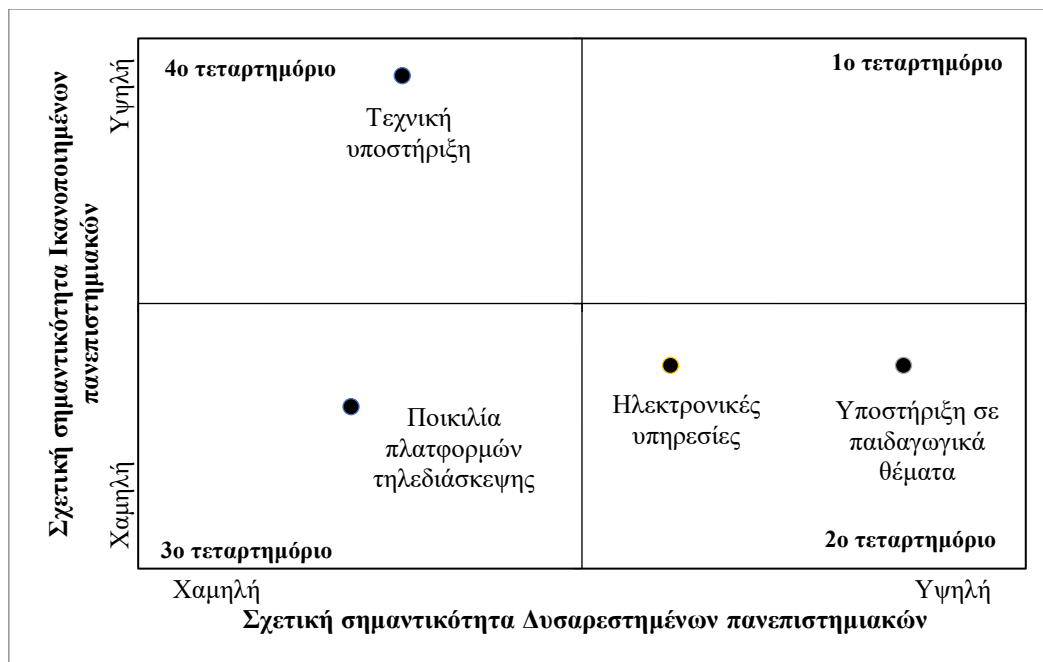 4ο τεταρτημόριο
1ο τεταρτημόριο
Υψηλή
Τεχνική
υποστήριξη
Σχετική σημαντικότητα Ικανοποιημένων
πανεπιστημιακών
Ποικιλία
πλατφορμών
τηλεδιάσκεψης
Ηλεκτρονικές
υπηρεσίες
Υποστήριξη σε
παιδαγωγικά
θέματα
Χαμηλή
3ο τεταρτημόριο
2ο τεταρτημόριο
Χαμηλή
Υψηλή
Σχετική σημαντικότητα Δυσαρεστημένων πανεπιστημιακών